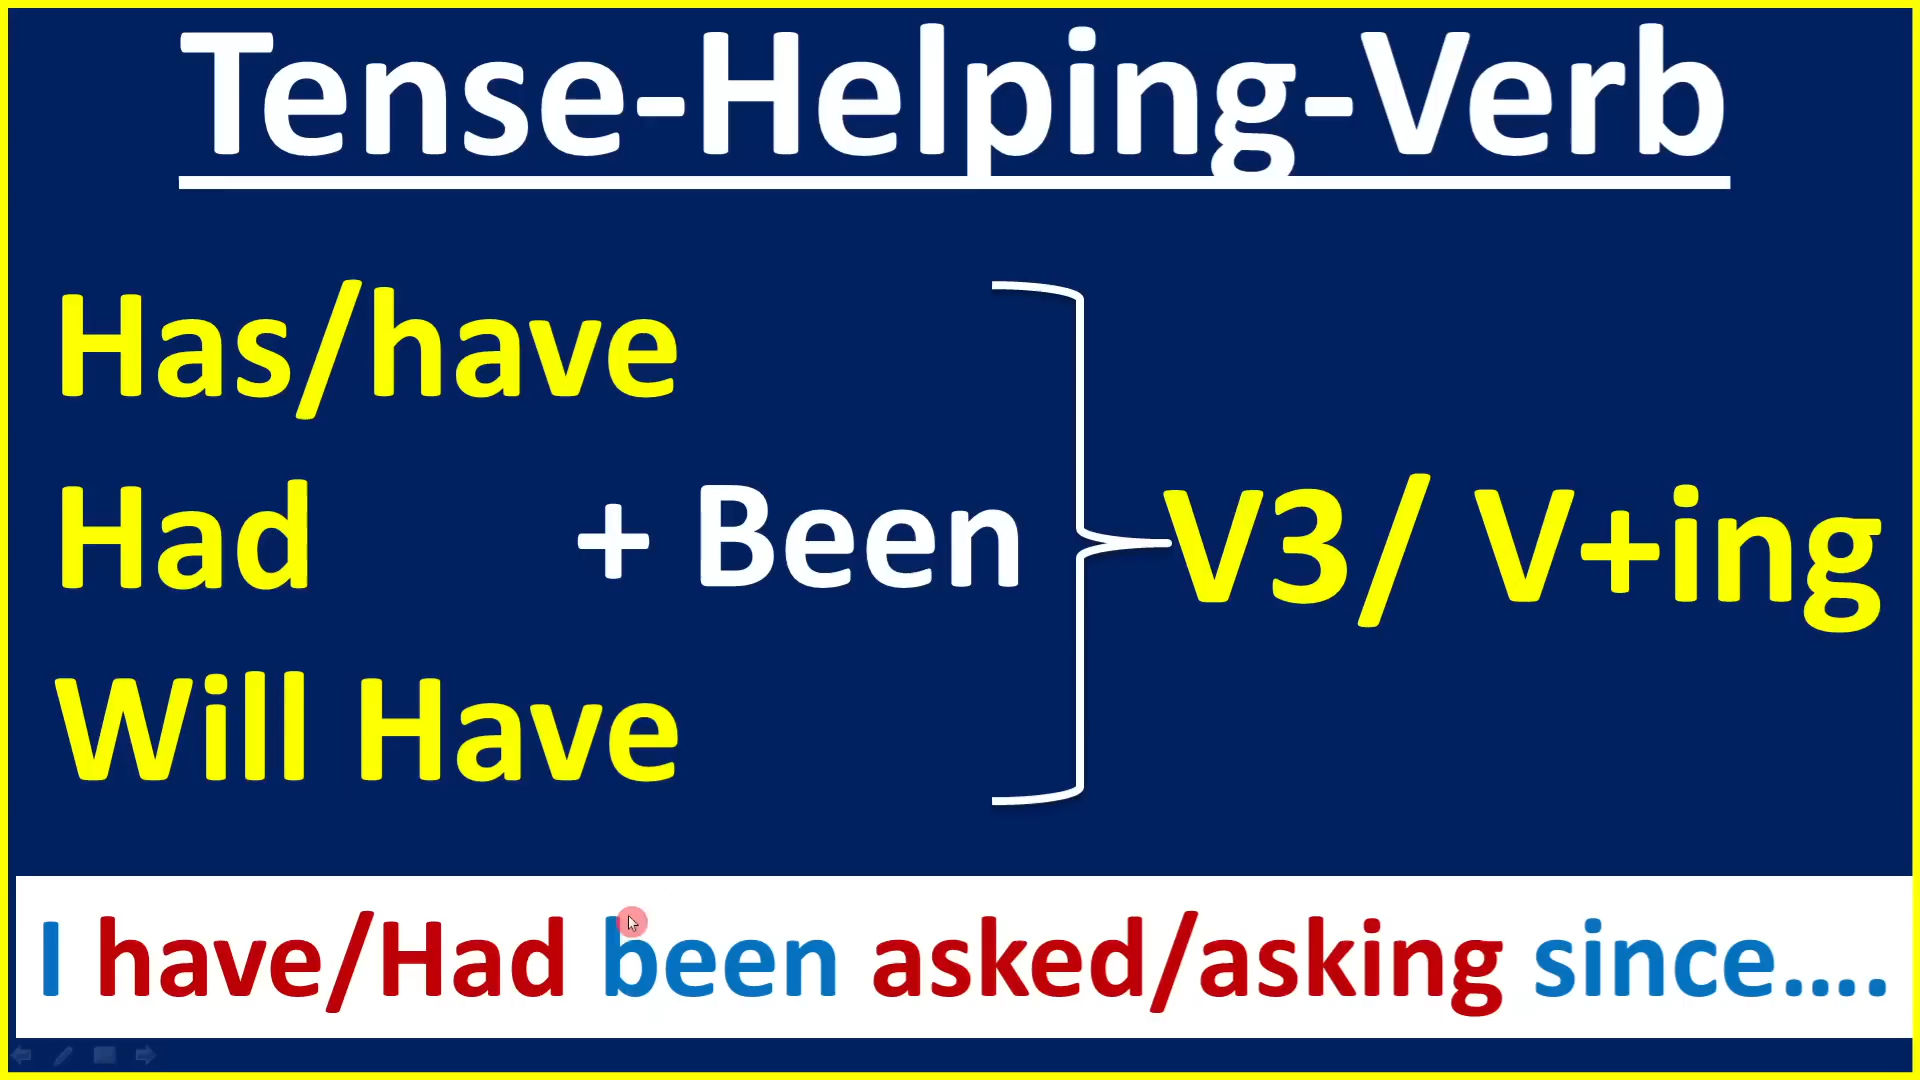 Tense-Helping-Verb
Has/have
Had + Been V3/ V+ing
Will Have
I have/Had been asked/asking since....